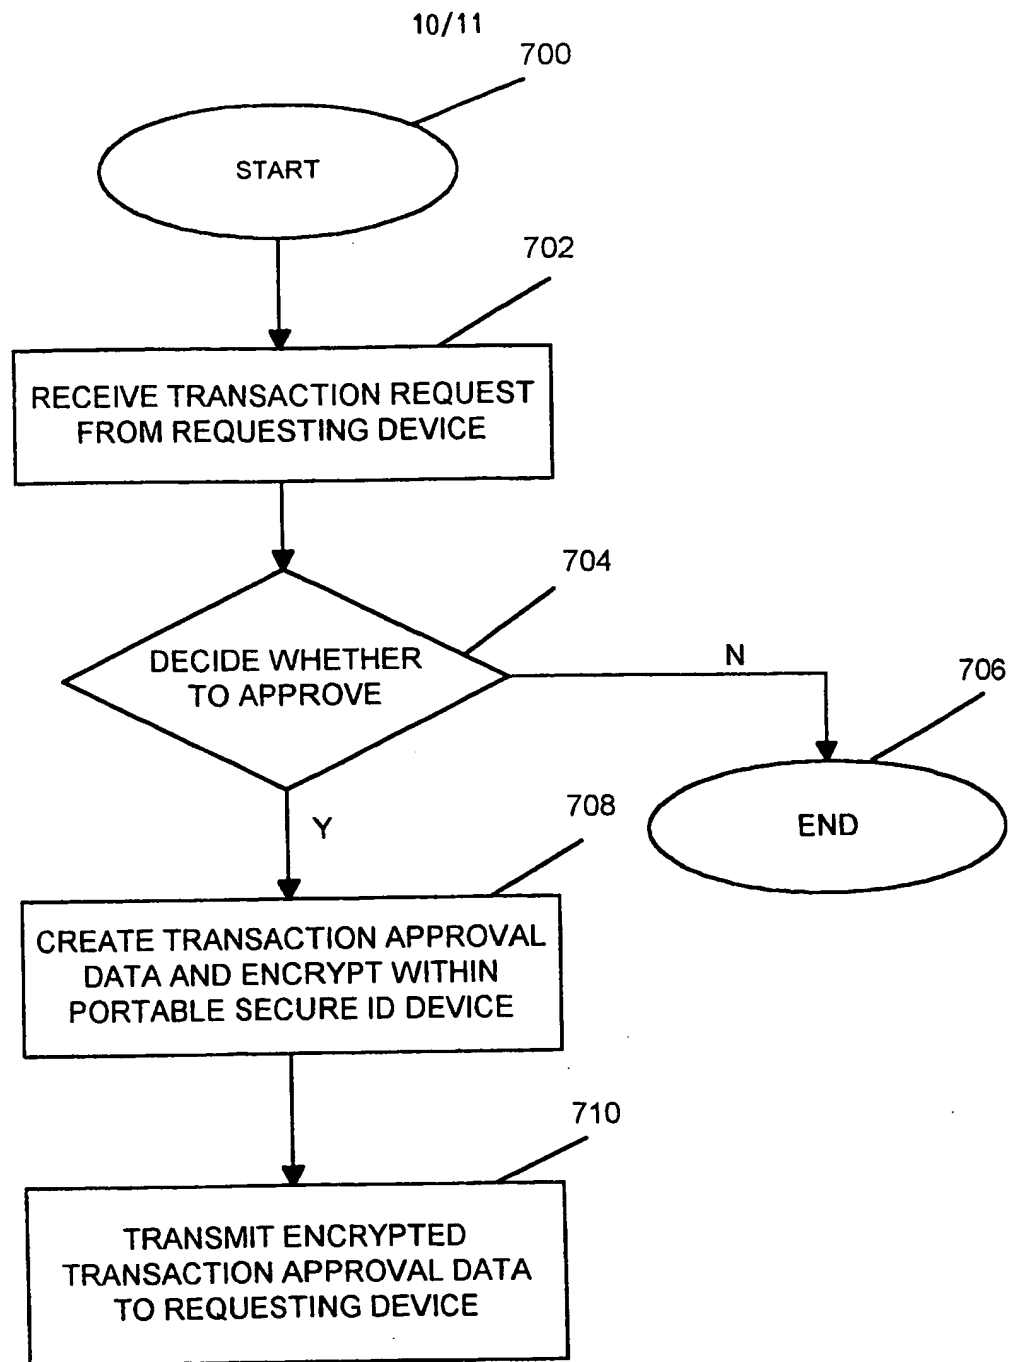 10/11
700
START
702
RECEIVE TRANSACTION REQUEST
FROM REQUESTING DEVICE
704
DECIDE WHETHER
TO APPROVE
N
706
END
Y
708
CREATE TRANSACTION APPROVAL
DATA AND ENCRYPT WITHIN
PORTABLE SECURE ID DEVICE
710
TRANSMIT ENCRYPTED
TRANSACTION APPROVAL DATA
TO REQUESTING DEVICE